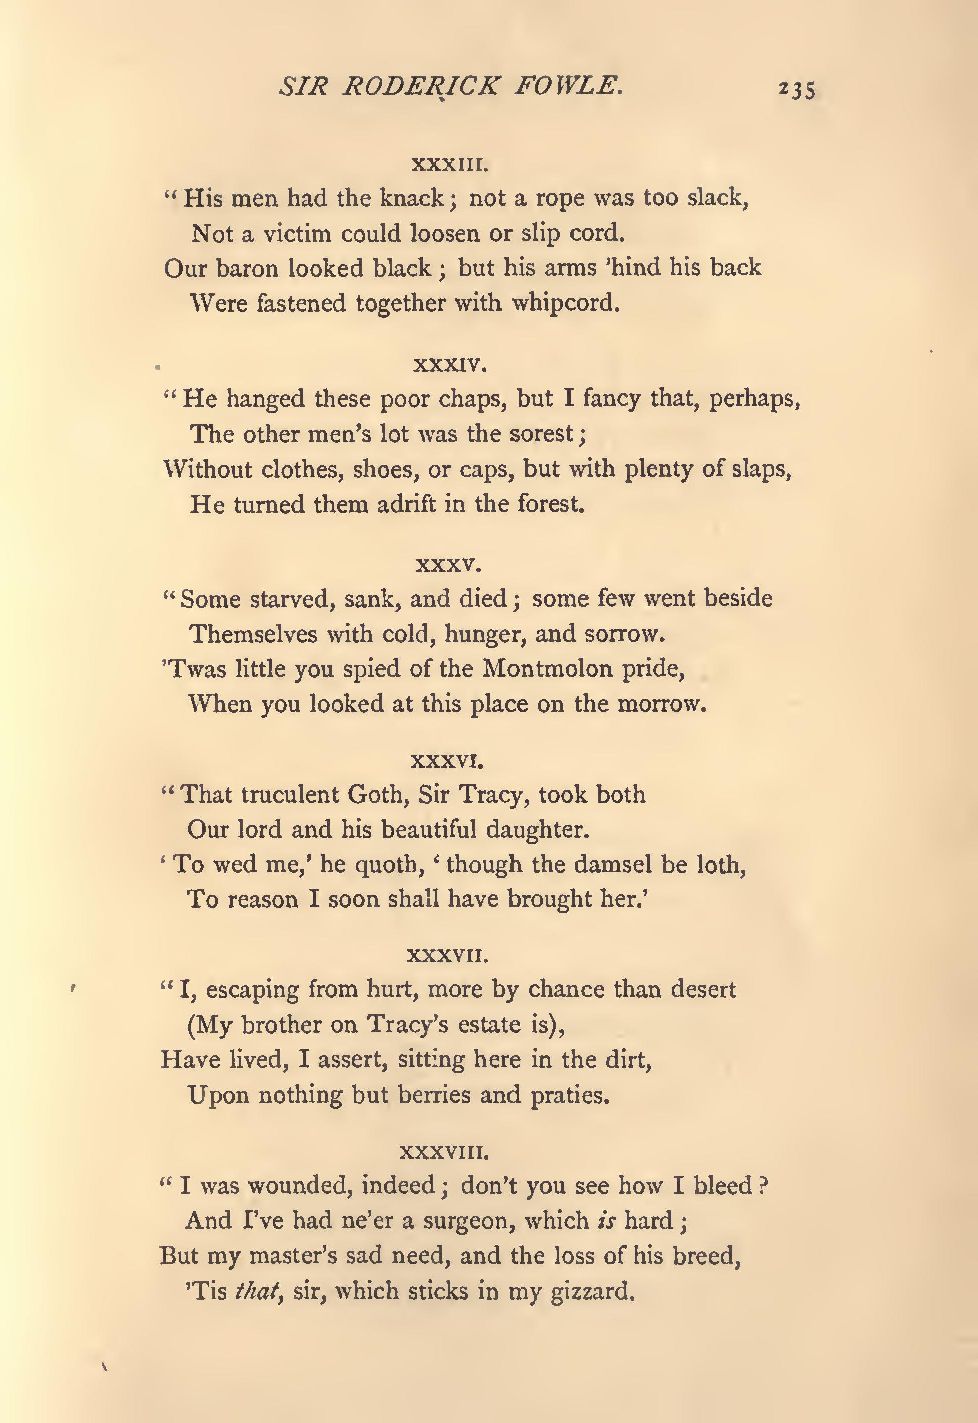 SIR RODERICK FOWLE. 235
XXXIII.
“His men had the knack; not a rope was too slack,
Not a victim could loosen or slip cord.
Our baron looked black; but his arms ’hind his back
Were fastened together with whipcord.
XXXIV.
“He hanged these poor chaps, but I fancy that, perhaps,
The other men’s lot was the sorest;
Without clothes, shoes, or caps, but with plenty of slaps,
He turned them adrift in the forest.
XXXV.
“Some starved, sank, and died; some few went beside
Themselves with cold, hunger, and sorrow.
’Twas little you spied of the Montmolon pride,
When you looked at this place on the morrow.
XXXVI.
“That truculent Goth, Sir Tracy, took both
Our lord and his beautiful daughter.
‘To wed me,’ he quoth, ‘though the damsel be loth,
To reason I soon shall have brought her.’
XXXVII.
“I, escaping from hurt, more by chance than desert
(My brother on Tracy’s estate is),
Have lived, I assert, sitting here in the dirt,
Upon nothing but berries and praties.
XXXVIII.
“I was wounded, indeed; don’t you see how I bleed?
And I’ve had ne’er a surgeon, which is hard;
But my master’s sad need, and the loss of his breed,
’Tis that, sir, which sticks in my gizzard.